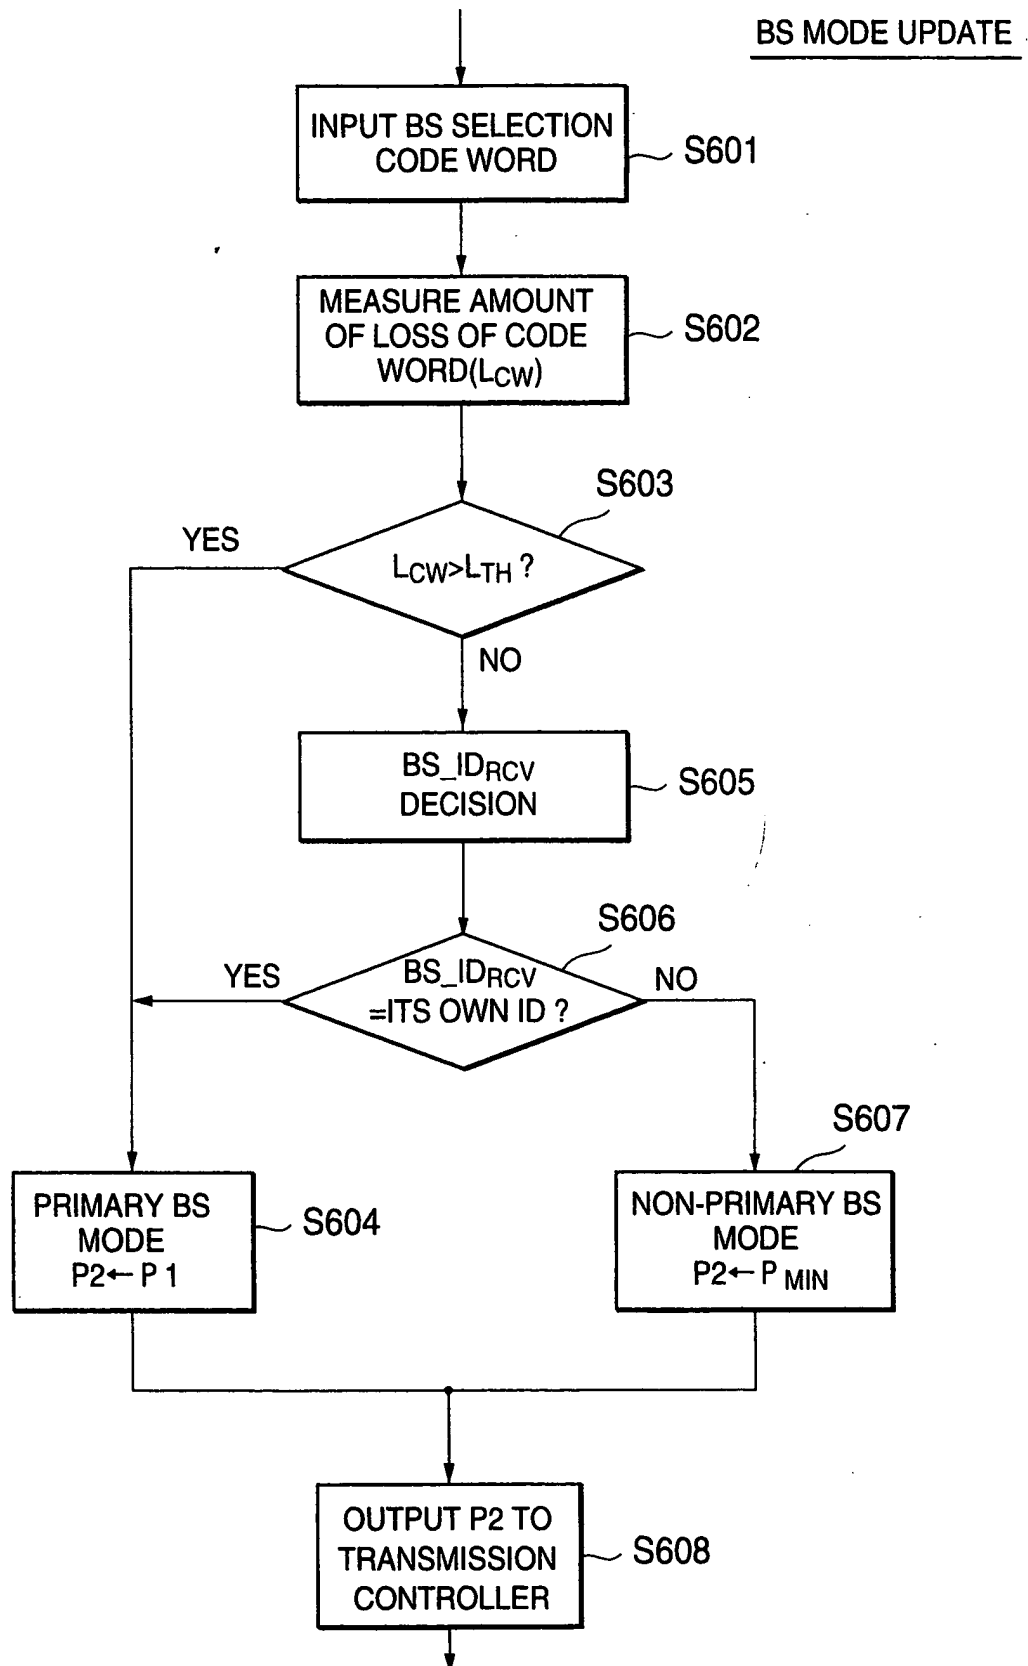 BS MODE UPDATE
INPUT BS SELECTION
CODE WORD
S601
MEASURE AMOUNT
OF LOSS OF CODE
WORD(LCW)
S602
S603
YES
LCW>LTH ?
NO
BS_IDRCV
DECISION
S605
S606
YES
BS_IDRCV
=ITS OWN ID ?
NO
S607
PRIMARY BS
MODE
P2← P 1
S604
NON-PRIMARY BS
MODE
P2← P MIN
OUTPUT P2 TO
TRANSMISSION
CONTROLLER
S608